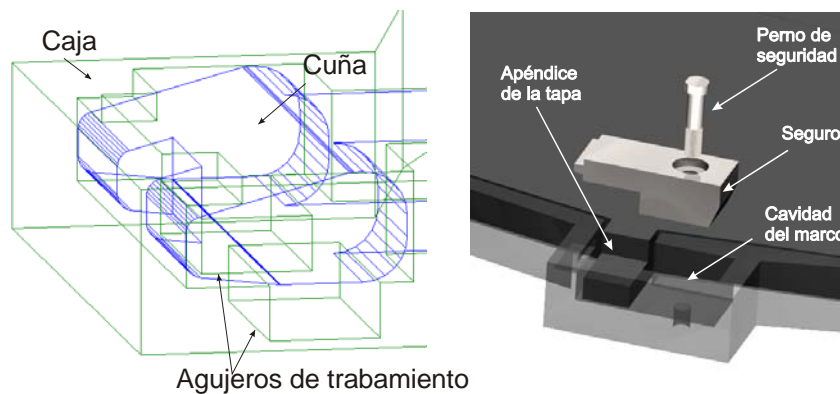 Caja
Cuña
Agujeros de trabamiento
Perno de
seguridad
Apéndice
de la tapa
Seguro
Cavidad
del marco